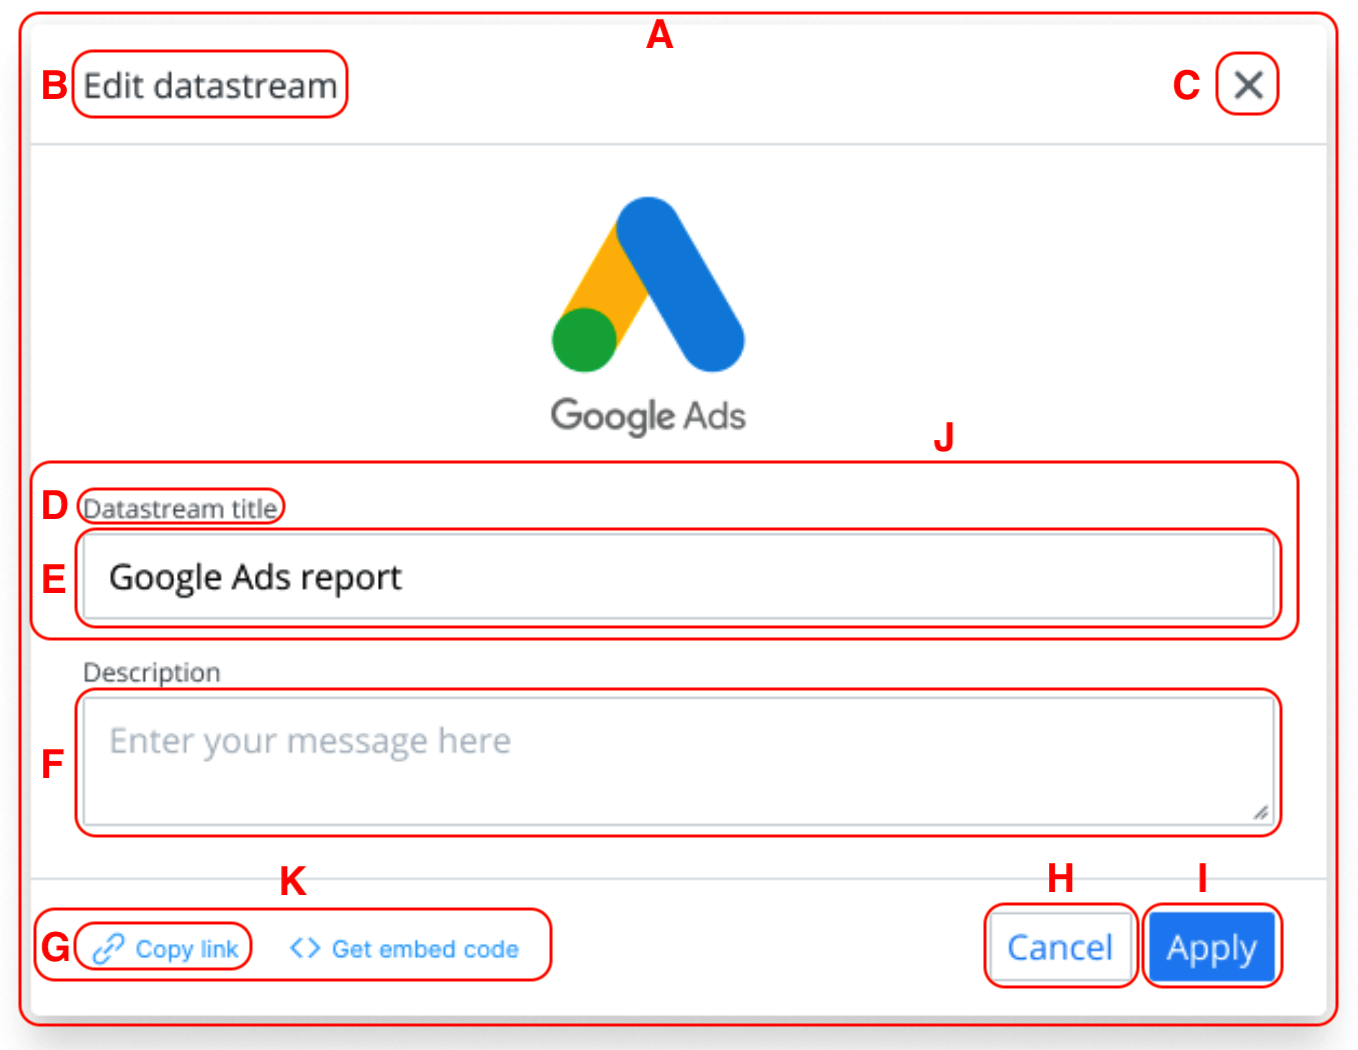 A
B Edit datastream C
Google Ads
J
D Datastream title
E Google Ads report
Description
F Enter your message here
K H I
G Copy link <> Get embed code Cancel Apply